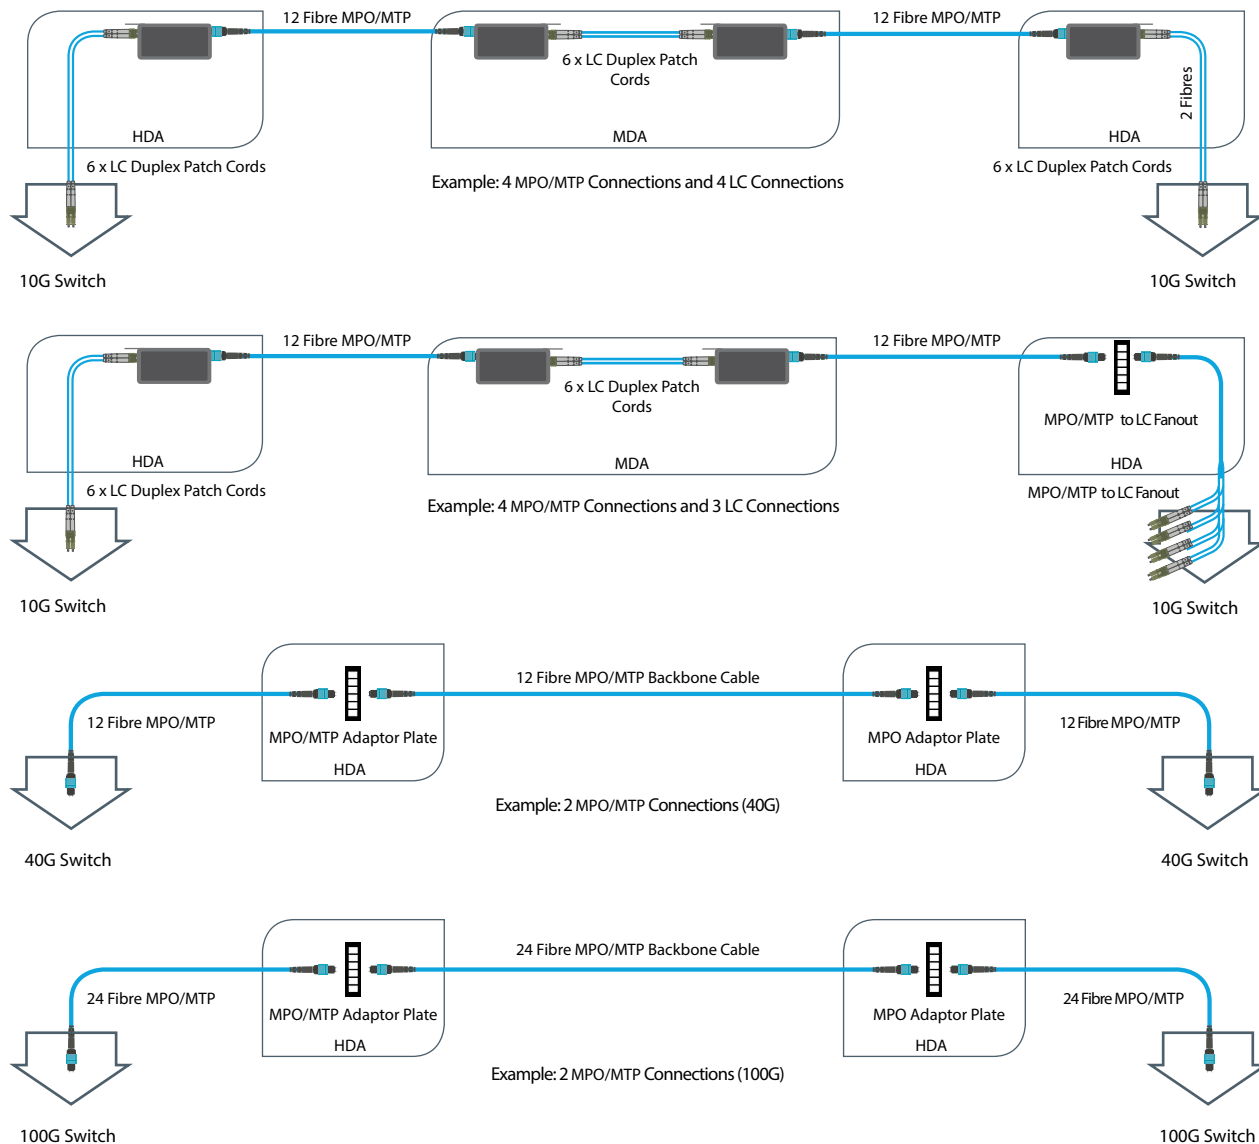 12 Fibre MPO/MTP
12 Fibre MPO/MTP
6 x LC Duplex Patch
Cords
2 Fibres
HDA
MDA
HDA
6 x LC Duplex Patch Cords
6 x LC Duplex Patch Cords
Example: 4 MPO/MTP Connections and 4 LC Connections
10G Switch
10G Switch
12 Fibre MPO/MTP
12 Fibre MPO/MTP
6 x LC Duplex Patch
Cords
MPO/MTP to LC Fanout
HDA
MDA
HDA
6 x LC Duplex Patch Cords
MPO/MTP to LC Fanout
Example: 4 MPO/MTP Connections and 3 LC Connections
10G Switch
10G Switch
12 Fibre MPO/MTP Backbone Cable
12 Fibre MPO/MTP
12 Fibre MPO/MTP
MPO/MTP Adaptor Plate
MPO Adaptor Plate
HDA
HDA
Example: 2 MPO/MTP Connections (40G)
40G Switch
40G Switch
24 Fibre MPO/MTP Backbone Cable
24 Fibre MPO/MTP
24 Fibre MPO/MTP
MPO/MTP Adaptor Plate
MPO Adaptor Plate
HDA
HDA
Example: 2 MPO/MTP Connections (100G)
100G Switch
100G Switch